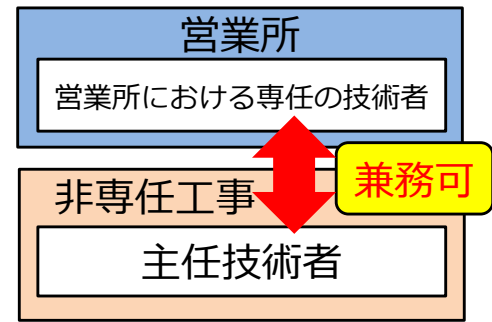 営業所
営業所における専任の技術者
兼務可
非専任工事
主任技術者